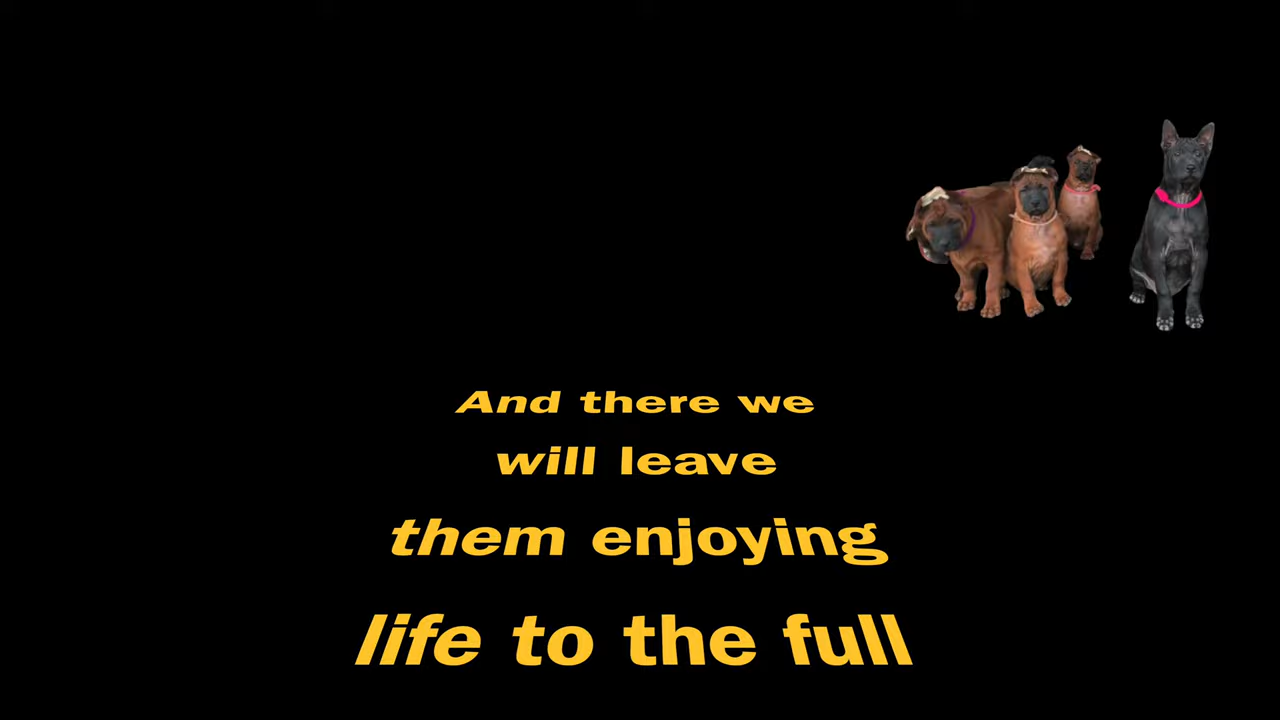 And there we
will leave
them enjoying
life to the full